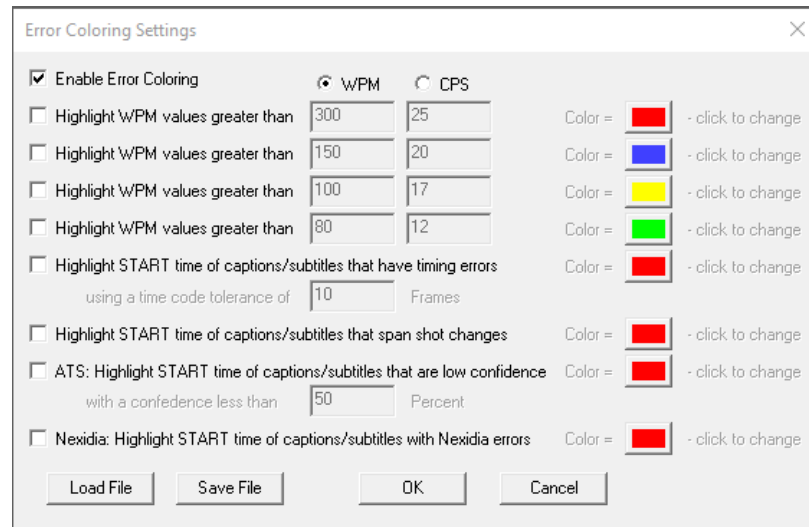 Error Coloring Settings
Enable Error Coloring WPM CPS
Highlight WPM values greater than 300 25 Color = - click to change
Highlight WPM values greater than 150 20 Color = - click to change
Highlight WPM values greater than 100 17 Color = - click to change
Highlight WPM values greater than 80 12 Color = - click to change
Highlight START time of captions/subtitles that have timing errors Color = - click to change
using a time code tolerance of 10 Frames
Highlight START time of captions/subtitles that span shot changes Color = - click to change
ATS: Highlight START time of captions/subtitles that are low confidence Color = - click to change
with a confedence less than 50 Percent
Nexidia: Highlight START time of captions/subtitles with Nexidia errors Color = - click to change
Load File Save File OK Cancel